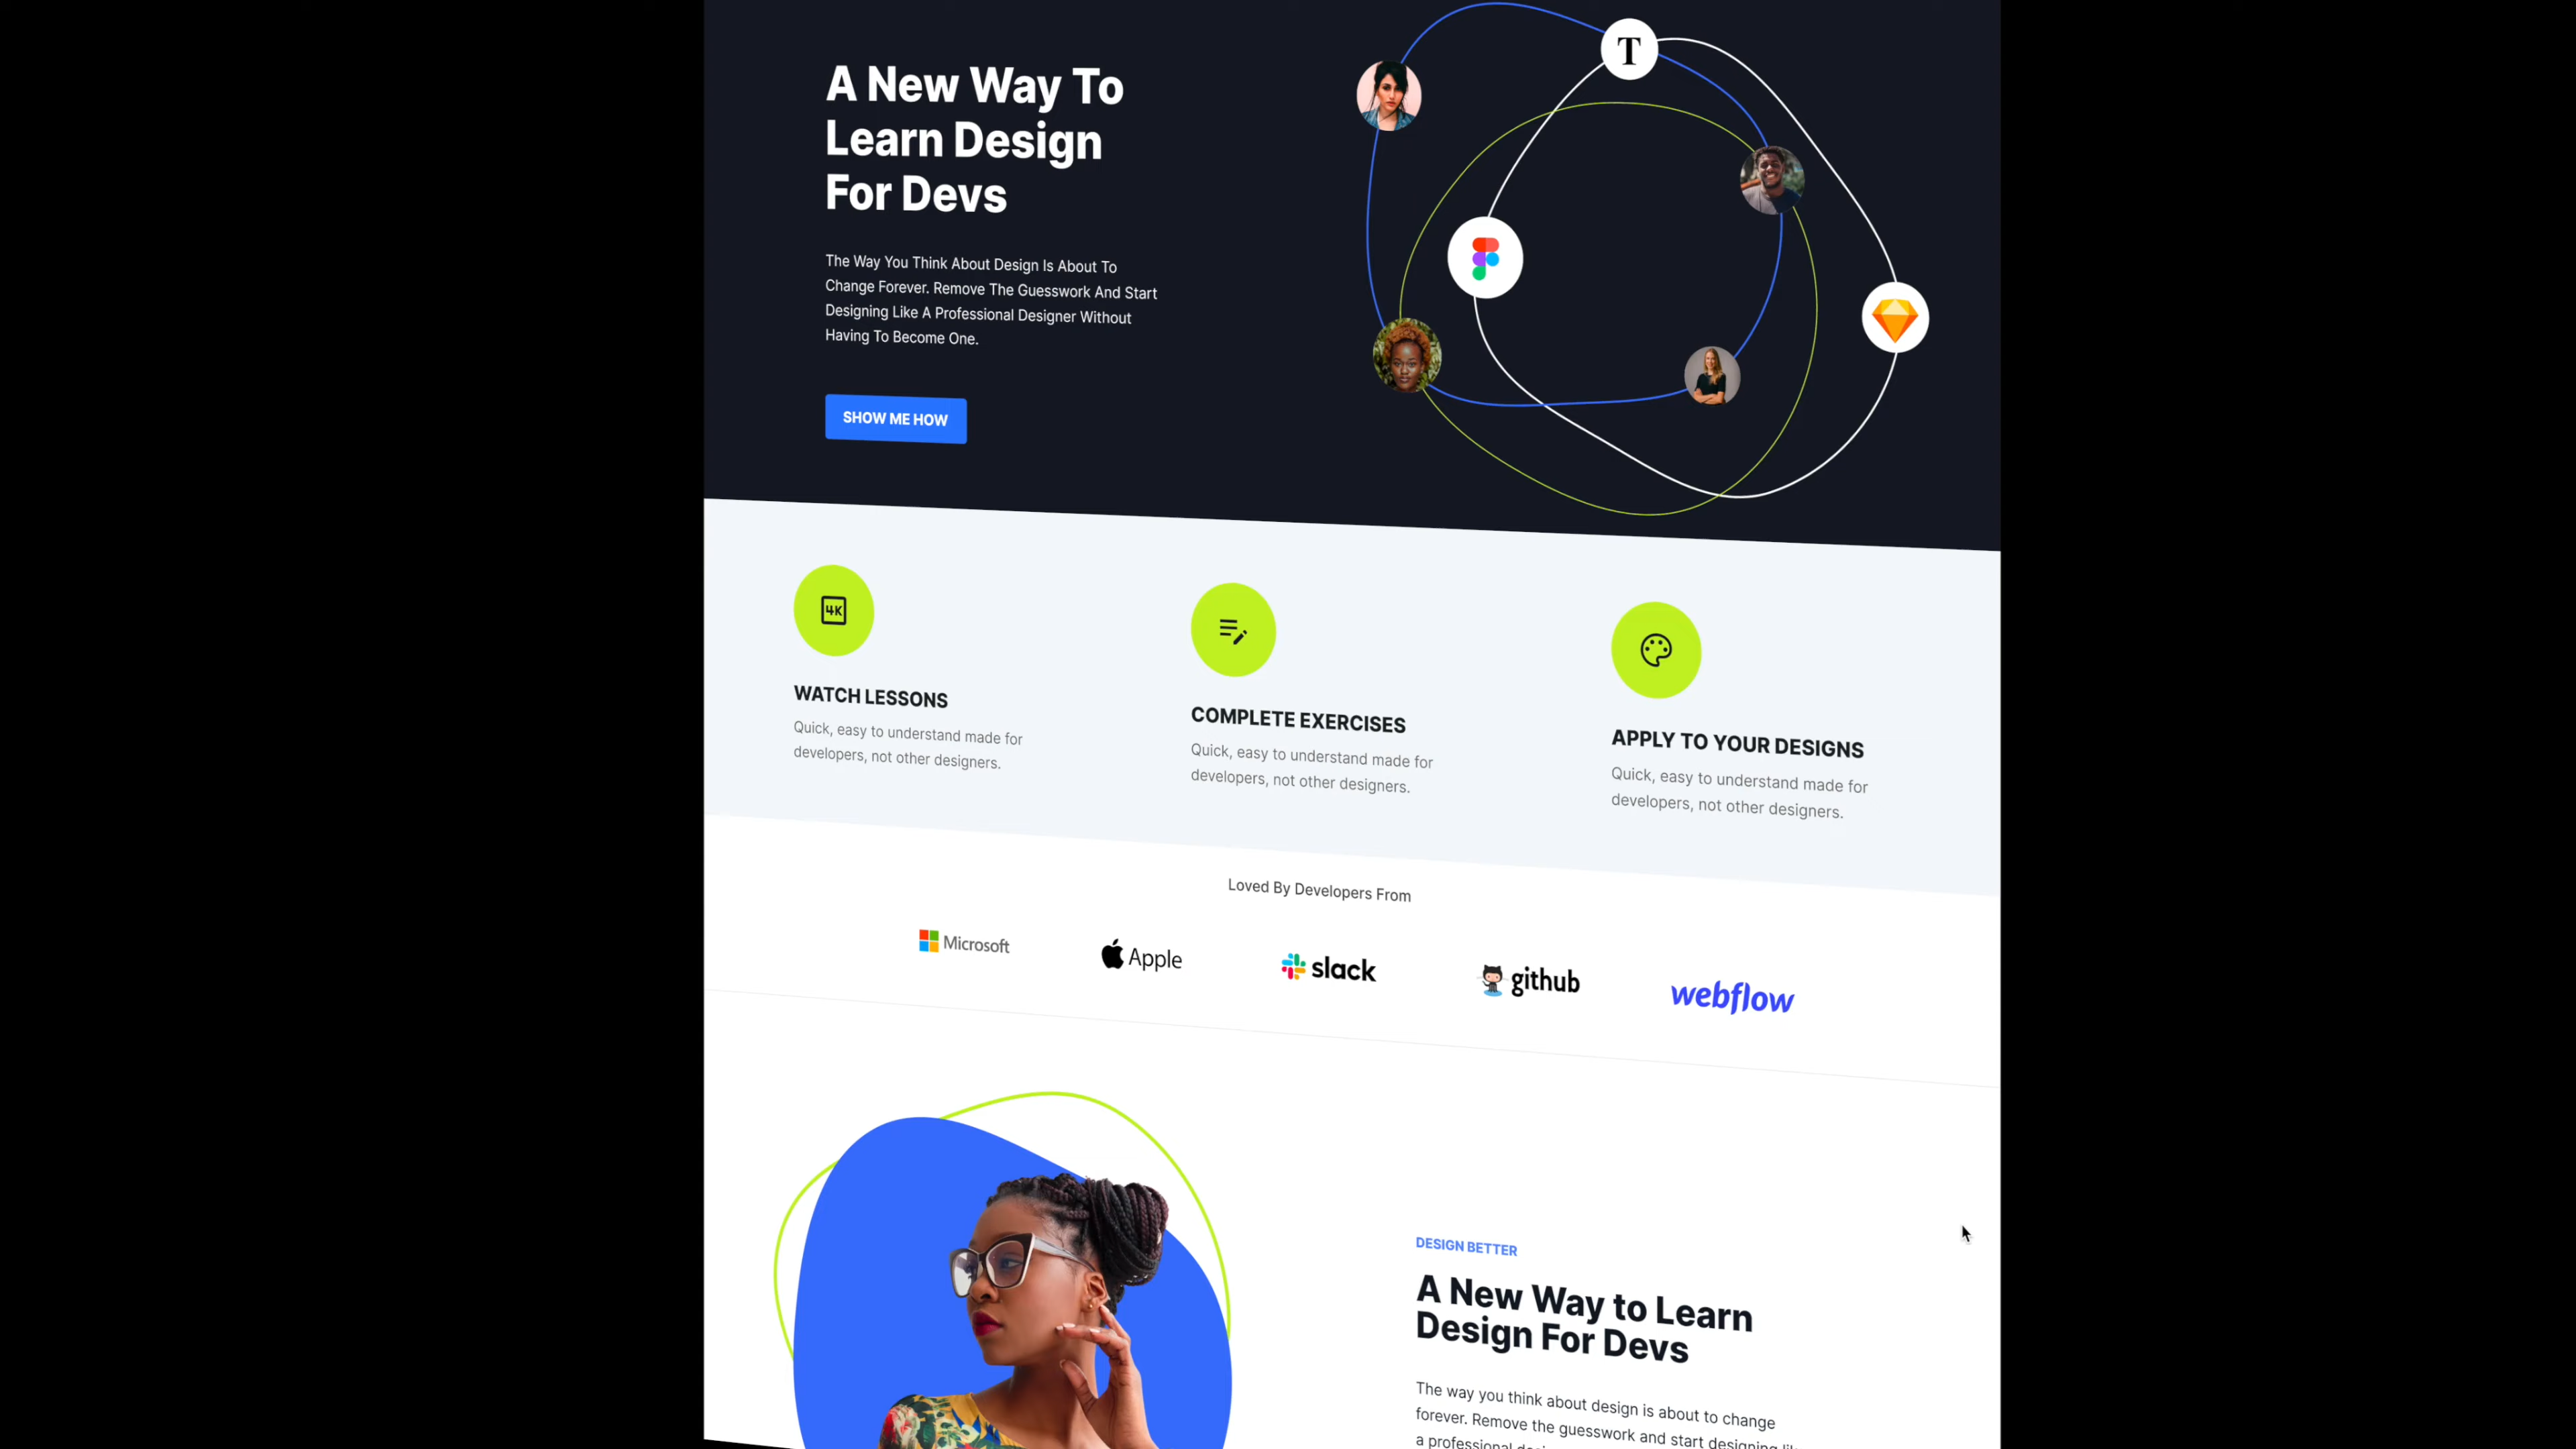 T
A New Way To
Learn Design
For Devs
The Way You Think About Design Is About To
Change Forever. Remove The Guesswork And Start
Designing Like A Professional Designer Without
Having To Become One.
SHOW ME HOW
4K
WATCH LESSONS
Quick, easy to understand made for
developers, not other designers.
COMPLETE EXERCISES
Quick, easy to understand made for
developers, not other designers.
APPLY TO YOUR DESIGNS
Quick, easy to understand made for
developers, not other designers.
Loved By Developers From
Microsoft
Apple
slack
github
webflow
DESIGN BETTER
A New Way to Learn
Design For Devs
The way you think about design is about to change
forever. Remove the guesswork and start designing
a professional